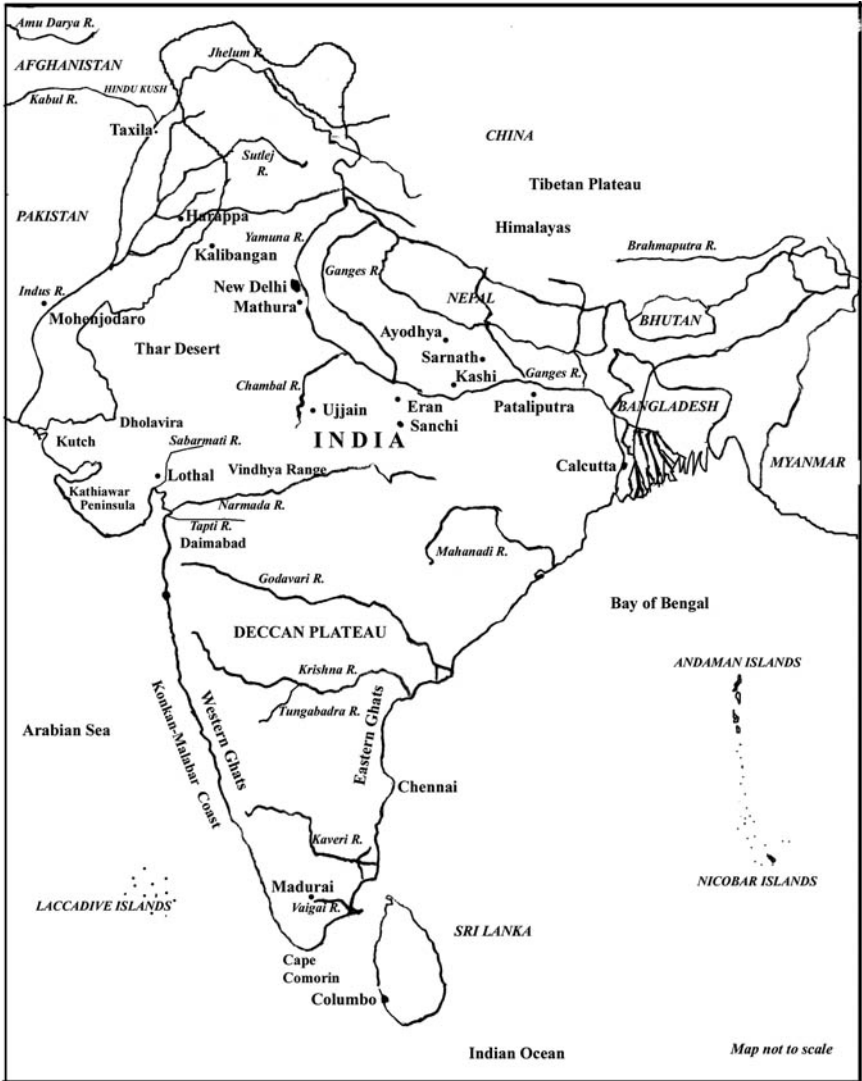 Amu Darya R.
Jhelum R.
AFGHANISTAN
HINDU KUSH
Kabul R.
Taxila
CHINA
Sutlej
R.
Tibetan Plateau
PAKISTAN
Harappa
Himalayas
Yamuna R.
Kalibangan
Brahmaputra R.
Ganges R.
New Delhi
Indus R.
NEPAL
Mathura
Mohenjodaro
BHUTAN
Ayodhya
Thar Desert
Sarnath
Ganges R.
Kashi
Chambal R.
Eran
Pataliputra
BANGLADESH
Ujjain
Dholavira
Sanchi
Kutch
INDIA
Sabarmati R.
Calcutta
MYANMAR
Lothal
Vindhya Range
Kathiawar
Peninsula
Narmada R.
Tapti R.
Daimabad
Mahanadi R.
Godavari R.
Bay of Bengal
DECCAN PLATEAU
ANDAMAN ISLANDS
Krishna R.
Tungabadra R.
Arabian Sea
Konkan-Malabar Coast
Western Ghats
Eastern Ghats
Chennai
Kaveri R.
NICOBAR ISLANDS
Madurai
LACCADIVE ISLANDS
Vaigai R.
SRI LANKA
Cape
Comorin
Columbo
Indian Ocean
Map not to scale